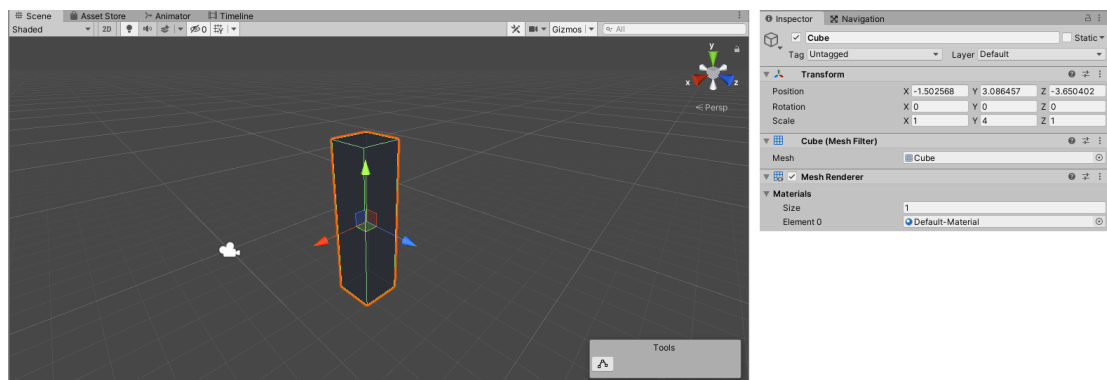 Scene Asset Store Animator Timeline
Shaded 2D 0 Gizmos All
y
x z
Persp
Tools
Inspector Navigation
Cube Static
Tag Untagged Layer Default
Transform
Position X -1.502568 Y 3.086457 Z -3.650402
Rotation X 0 Y 0 Z 0
Scale X 1 Y 4 Z 1
Cube (Mesh Filter)
Mesh Cube
Mesh Renderer
Materials
Size 1
Element 0 Default-Material